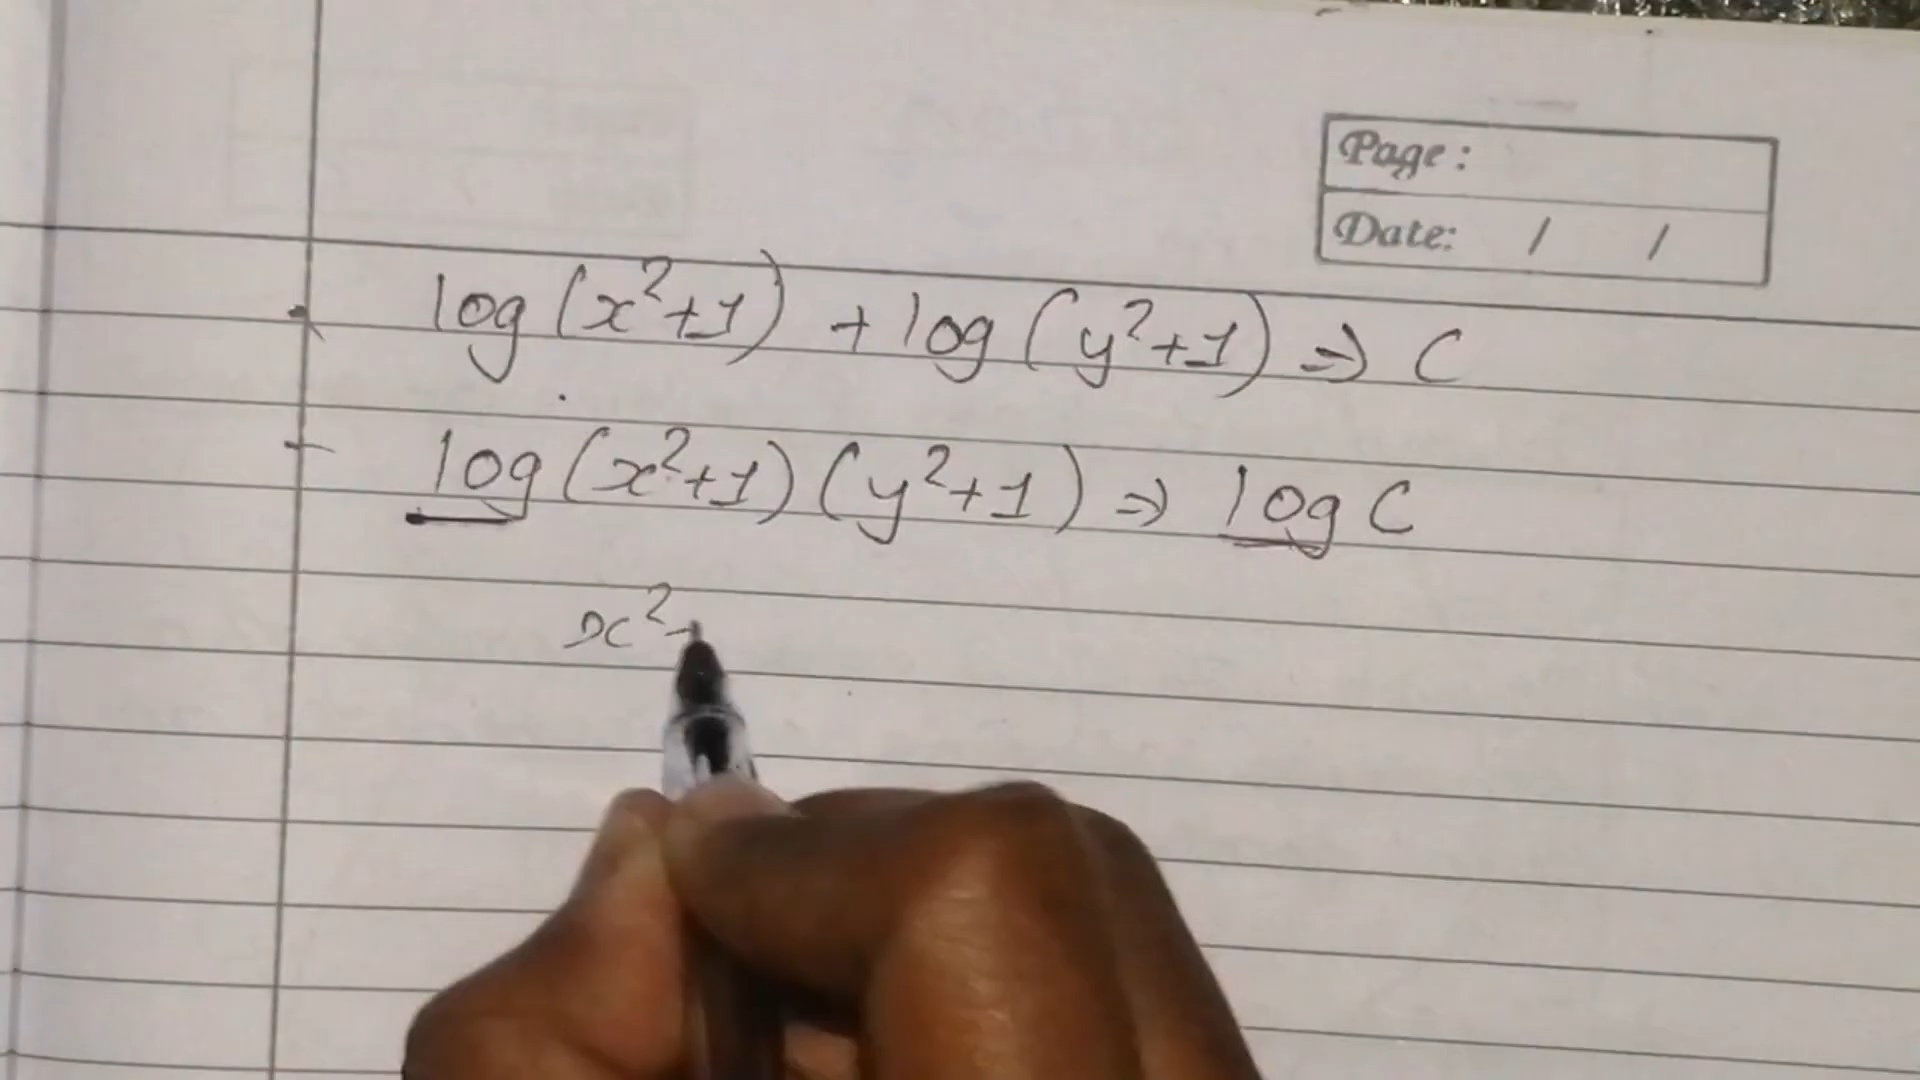 Page:
Date: / /
log(x²+1) + log(y²+1) ⇒ C
log(x²+1)(y²+1) ⇒ log C
x²+